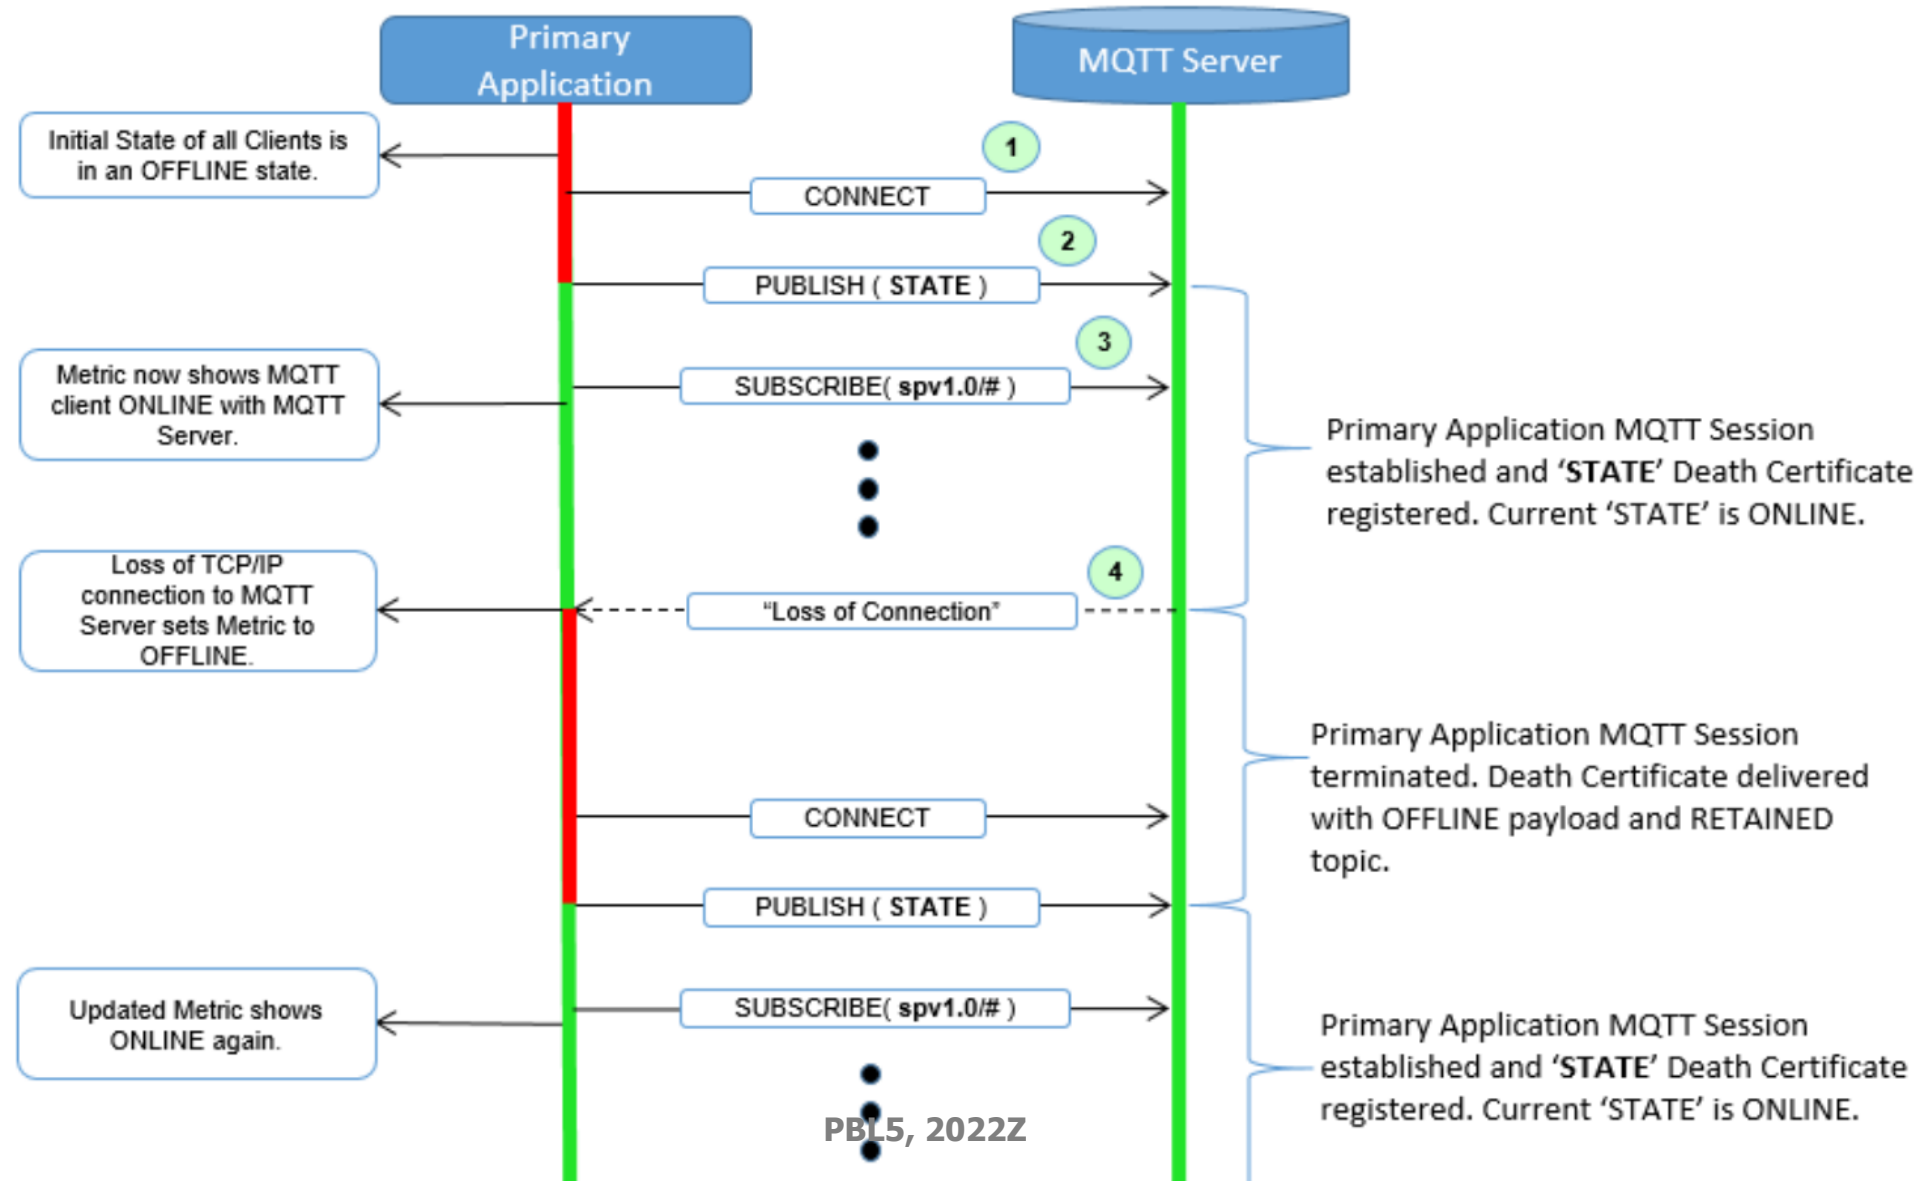 Primary
Application
MQTT Server
Initial State of all Clients is
in an OFFLINE state.
1
CONNECT
2
PUBLISH ( STATE )
3
SUBSCRIBE( spv1.0/# )
Metric now shows MQTT
client ONLINE with MQTT
Server.
Primary Application MQTT Session
established and ‘STATE’ Death Certificate
registered. Current ‘STATE’ is ONLINE.
Loss of TCP/IP
connection to MQTT
Server sets Metric to
OFFLINE.
4
“Loss of Connection”
Primary Application MQTT Session
terminated. Death Certificate delivered
with OFFLINE payload and RETAINED
topic.
CONNECT
PUBLISH ( STATE )
SUBSCRIBE( spv1.0/# )
Updated Metric shows
ONLINE again.
Primary Application MQTT Session
established and ‘STATE’ Death Certificate
registered. Current ‘STATE’ is ONLINE.
PBL5, 2022Z